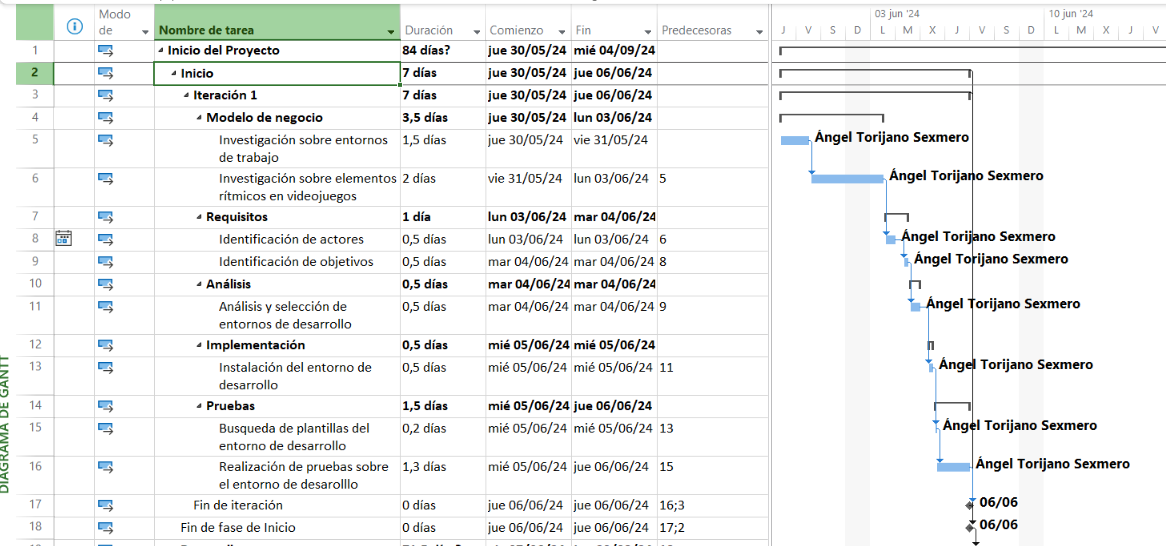 Modo de
Nombre de tarea
Duración
Comienzo
Fin
Predecesoras
03 jun '24
10 jun '24
J V S D L M X J V S D L M X J V
1 Inicio del Proyecto 84 días? jue 30/05/24 mié 04/09/24
2 Inicio 7 días jue 30/05/24 jue 06/06/24
3 Iteración 1 7 días jue 30/05/24 jue 06/06/24
4 Modelo de negocio 3,5 días jue 30/05/24 lun 03/06/24
5 Investigación sobre entornos 1,5 días jue 30/05/24 vie 31/05/24 Ángel Torijano Sexmero
de trabajo
6 Investigación sobre elementos 2 días vie 31/05/24 lun 03/06/24 5 Ángel Torijano Sexmero
rítmicos en videojuegos
7 Requisitos 1 día lun 03/06/24 mar 04/06/24
8 Identificación de actores 0,5 días lun 03/06/24 lun 03/06/24 6 Ángel Torijano Sexmero
9 Identificación de objetivos 0,5 días mar 04/06/24 mar 04/06/24 8 Ángel Torijano Sexmero
10 Análisis 0,5 días mar 04/06/24 mar 04/06/24
11 Análisis y selección de 0,5 días mar 04/06/24 mar 04/06/24 9 Ángel Torijano Sexmero
entornos de desarrollo
12 Implementación 0,5 días mié 05/06/24 mié 05/06/24
13 Instalación del entorno de 0,5 días mié 05/06/24 mié 05/06/24 11 Ángel Torijano Sexmero
desarrollo
14 Pruebas 1,5 días mié 05/06/24 jue 06/06/24
15 Busqueda de plantillas del 0,2 días mié 05/06/24 mié 05/06/24 13 Ángel Torijano Sexmero
entorno de desarrollo
16 Realización de pruebas sobre 1,3 días mié 05/06/24 jue 06/06/24 15 Ángel Torijano Sexmero
el entorno de desarolllo
17 Fin de iteración 0 días jue 06/06/24 jue 06/06/24 16;3 06/06
18 Fin de fase de Inicio 0 días jue 06/06/24 jue 06/06/24 17;2 06/06
DIAGRAMA DE GANTT